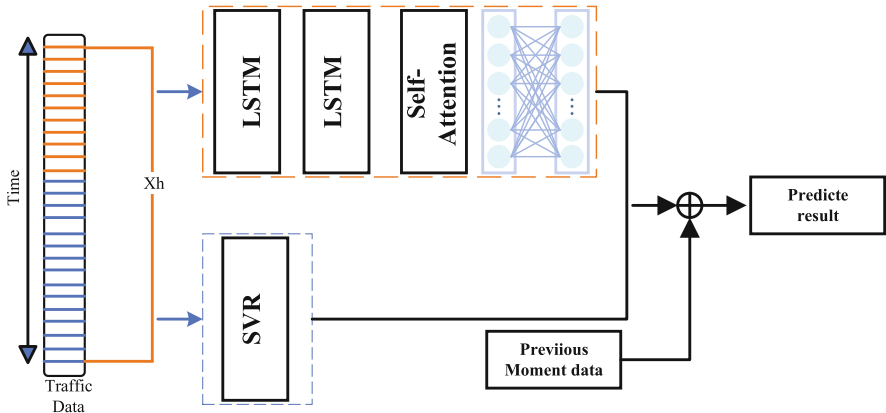 Time
Traffic
Data
Xh
LSTM
LSTM
Self-
Attention
SVR
Previious
Moment data
Predicte
result